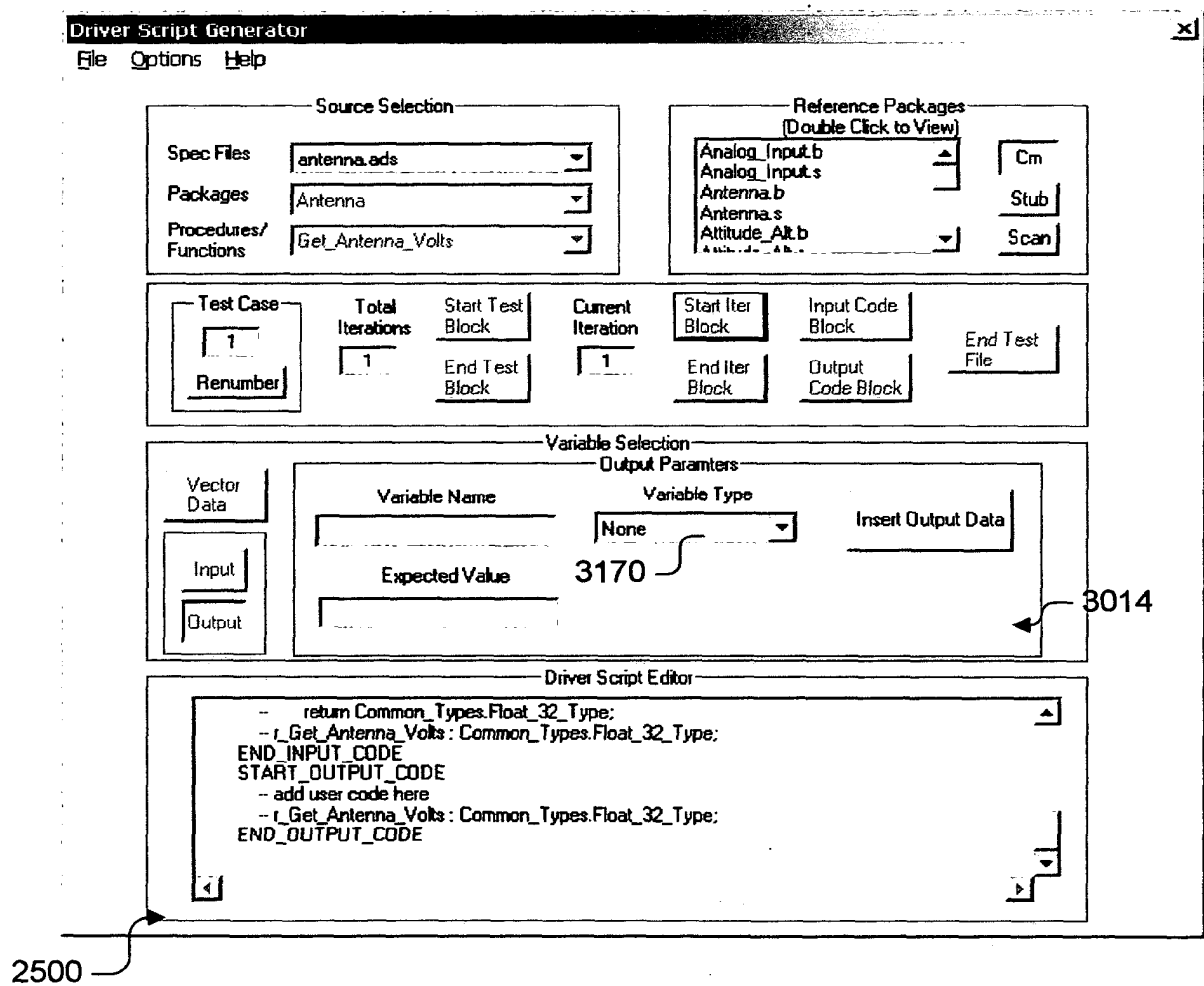 Driver Script Generator
File Options Help
Source Selection
Spec Files antenna.ads
Packages Antenna
Procedures/
Functions Get_Antenna_Volts
Reference Packages
(Double Click to View)
Analog_Input.b
Analog_Input.s
Antenna.b
Antenna.s
Attitude_Alt.b
Cm
Stub
Scan
Test Case
1
Renumber
Total
Iterations
1
Start Test
Block
End Test
Block
Current
Iteration
1
Start Iter
Block
End Iter
Block
Input Code
Block
Output
Code Block
End Test
File
Variable Selection
Vector
Data
Input
Output
Output Paramters
Variable Name
Variable Type
None
Insert Output Data
Expected Value
3170
3014
Driver Script Editor
-- return Common_Types.Float_32_Type;
-- r_Get_Antenna_Volts : Common_Types.Float_32_Type;
END_INPUT_CODE
START_OUTPUT_CODE
-- add user code here
-- r_Get_Antenna_Volts : Common_Types.Float_32_Type;
END_OUTPUT_CODE
2500